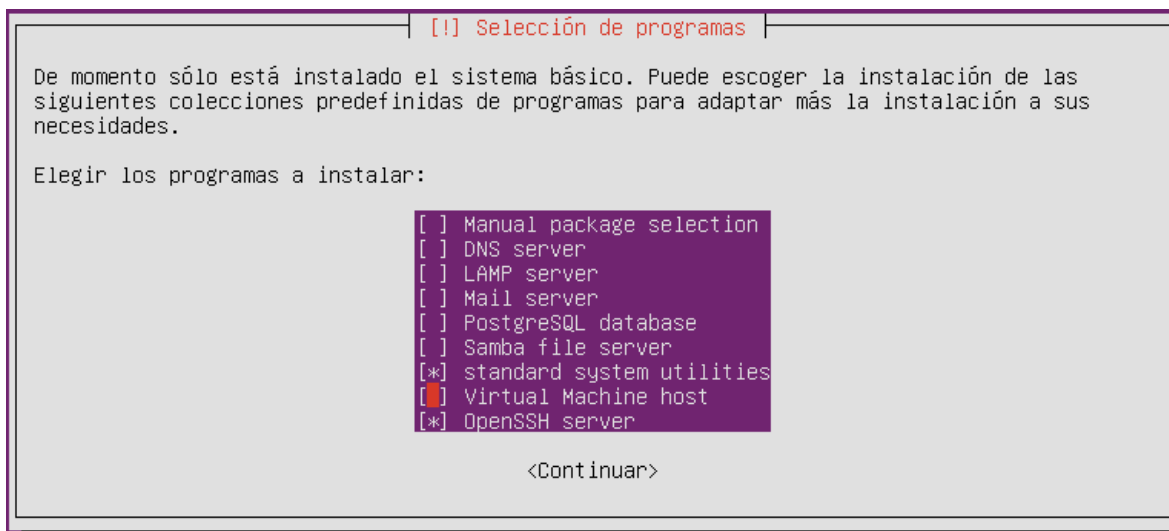 [!] Selección de programas
De momento sólo está instalado el sistema básico. Puede escoger la instalación de las
siguientes colecciones predefinidas de programas para adaptar más la instalación a sus
necesidades.
Elegir los programas a instalar:
[ ] Manual package selection
[ ] DNS server
[ ] LAMP server
[ ] Mail server
[ ] PostgreSQL database
[ ] Samba file server
[*] standard system utilities
[ ] Virtual Machine host
[*] OpenSSH server
<Continuar>